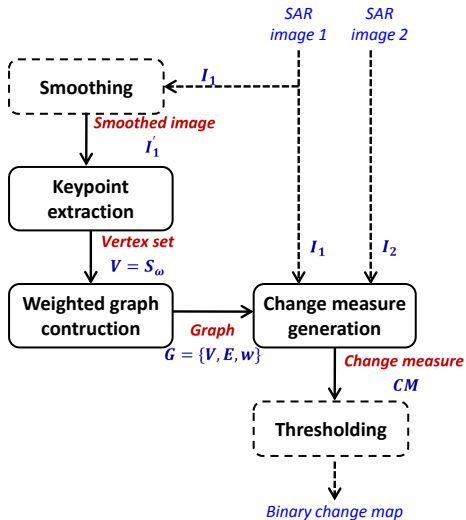 SAR
image 1
SAR
image 2
Smoothing
I₁
Smoothed image
I₁′
Keypoint
extraction
Vertex set
V = S_ω
I₁
I₂
Weighted graph
contruction
Graph
G = {V, E, w}
Change measure
generation
Change measure
CM
Thresholding
Binary change map